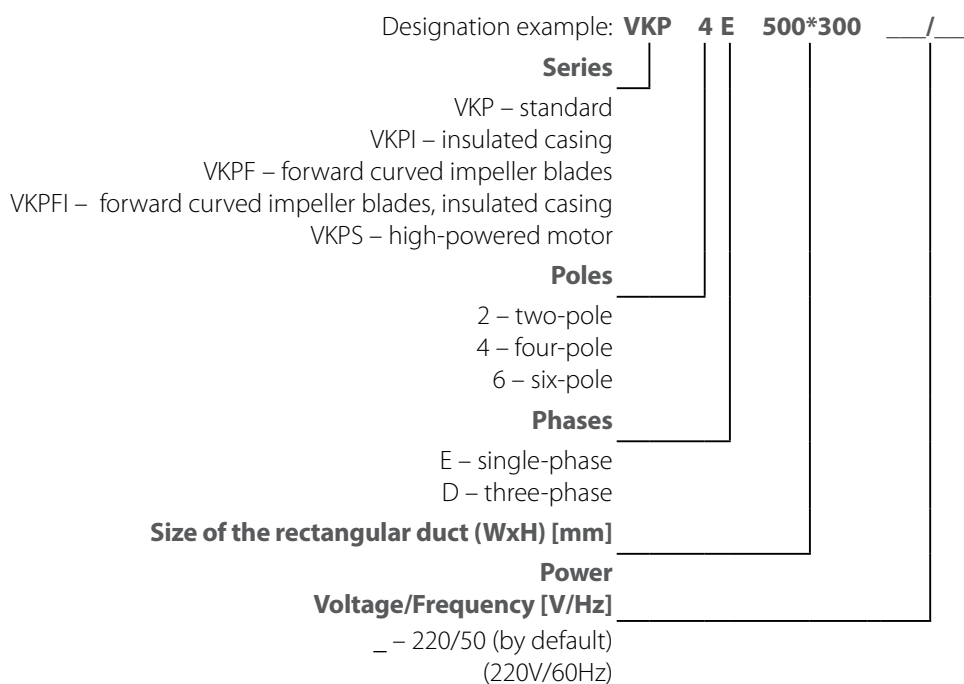 Designation example: VKP 4 E 500*300 ___/___
Series
VKP – standard
VKPI – insulated casing
VKPF – forward curved impeller blades
VKPFI – forward curved impeller blades, insulated casing
VKPS – high-powered motor
Poles
2 – two-pole
4 – four-pole
6 – six-pole
Phases
E – single-phase
D – three-phase
Size of the rectangular duct (WxH) [mm]
Power
Voltage/Frequency [V/Hz]
_ – 220/50 (by default)
(220V/60Hz)